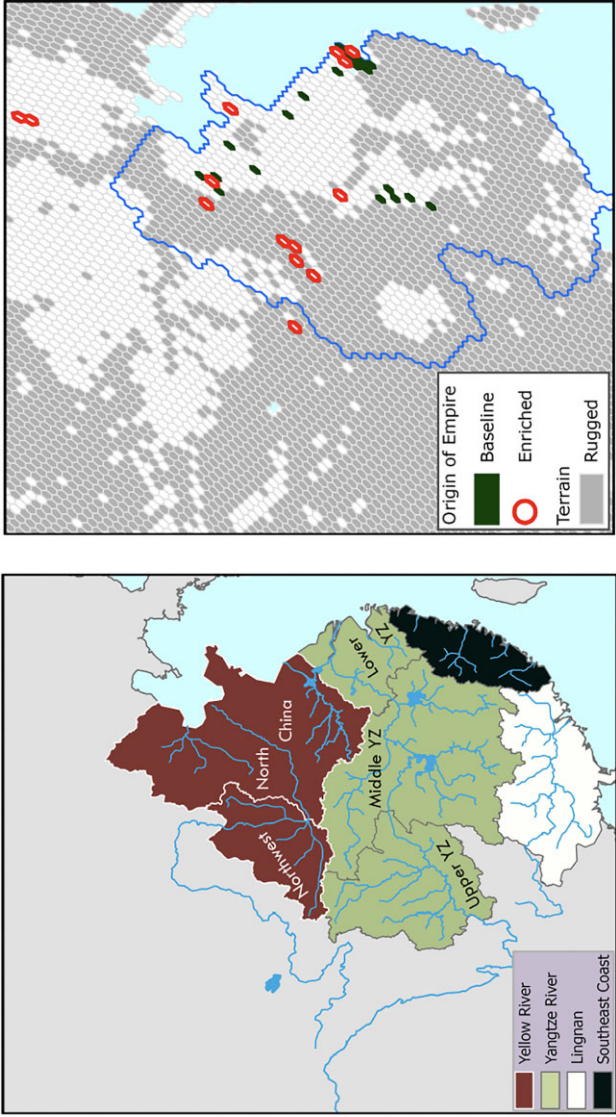 Origin of Empire
Baseline
Enriched
Terrain
Rugged
Yellow River
Yangtze River
Lingnan
Southeast Coast
Northwest
North
China
Lower
YZ
Middle YZ
Upper YZ